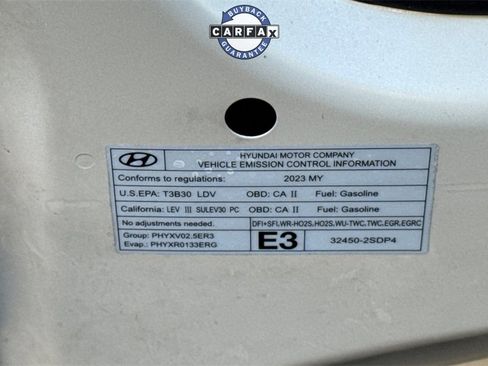 BUYBACK
CARFAX
GUARANTEE
HYUNDAI MOTOR COMPANY
VEHICLE EMISSION CONTROL INFORMATION
Conforms to regulations: 2023 MY
U.S.EPA: T3B30 LDV OBD: CA II Fuel: Gasoline
California: LEV III SULEV30 PC OBD: CA II Fuel: Gasoline
No adjustments needed. DFI+SFI,WR-HO2S,HO2S,WU-TWC,TWC,EGR,EGRC
Group: PHYXV02.5ER3
Evap.: PHYXR0133ERG E3 32450-2SDP4